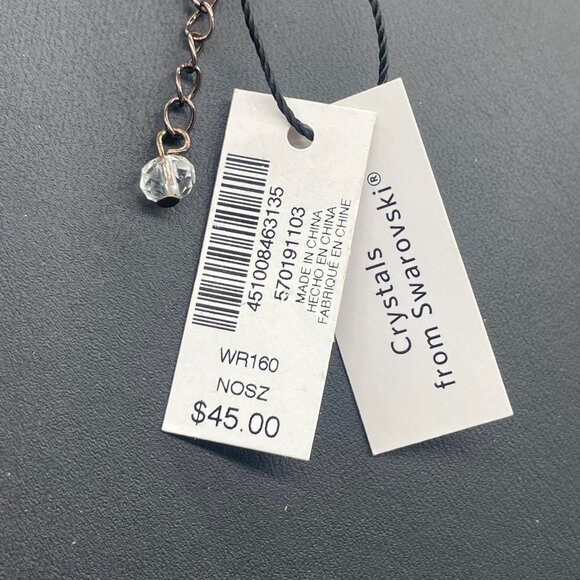 451008463135
570191103
MADE IN CHINA
HECHO EN CHINA
FABRIQUÉ EN CHINE
WR160
NOSZ
$45.00
Crystals
from Swarovski®